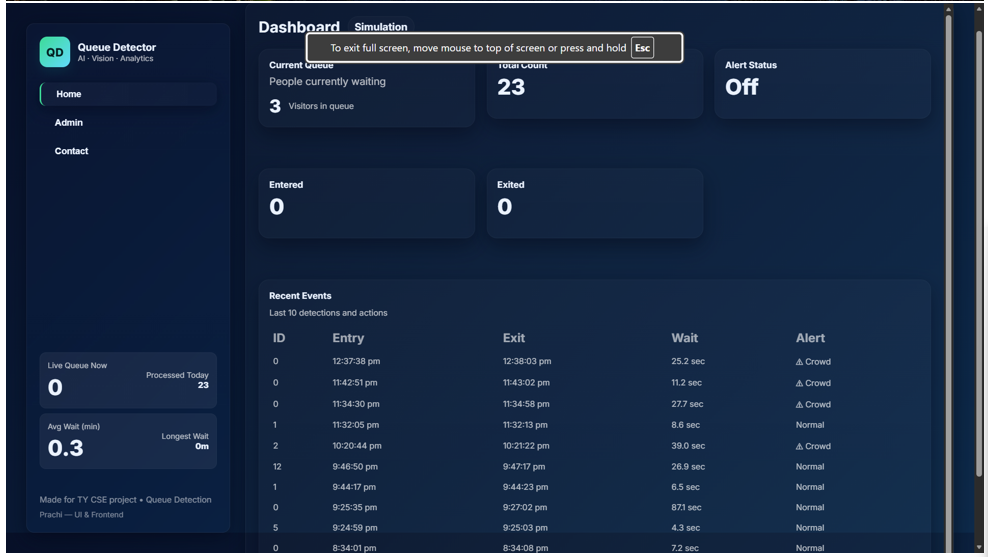 QD
Queue Detector
AI · Vision · Analytics
Home
Admin
Contact
Live Queue Now
0
Processed Today
23
Avg Wait (min)
0.3
Longest Wait
0m
Made for TY CSE project • Queue Detection
Prachi — UI & Frontend
Dashboard Simulation
To exit full screen, move mouse to top of screen or press and hold Esc
Current Queue
People currently waiting
3 Visitors in queue
Total Count
23
Alert Status
Off
Entered
0
Exited
0
Recent Events
Last 10 detections and actions
ID Entry Exit Wait Alert
0 12:37:38 pm 12:38:03 pm 25.2 sec ⚠ Crowd
0 11:42:51 pm 11:43:02 pm 11.2 sec ⚠ Crowd
0 11:34:30 pm 11:34:58 pm 27.7 sec ⚠ Crowd
1 11:32:05 pm 11:32:13 pm 8.6 sec Normal
2 10:20:44 pm 10:21:22 pm 39.0 sec ⚠ Crowd
12 9:46:50 pm 9:47:17 pm 26.9 sec Normal
1 9:44:17 pm 9:44:23 pm 6.5 sec Normal
0 9:25:35 pm 9:27:02 pm 87.1 sec Normal
5 9:24:59 pm 9:25:03 pm 4.3 sec Normal
0 8:34:01 pm 8:34:08 pm 7.2 sec Normal